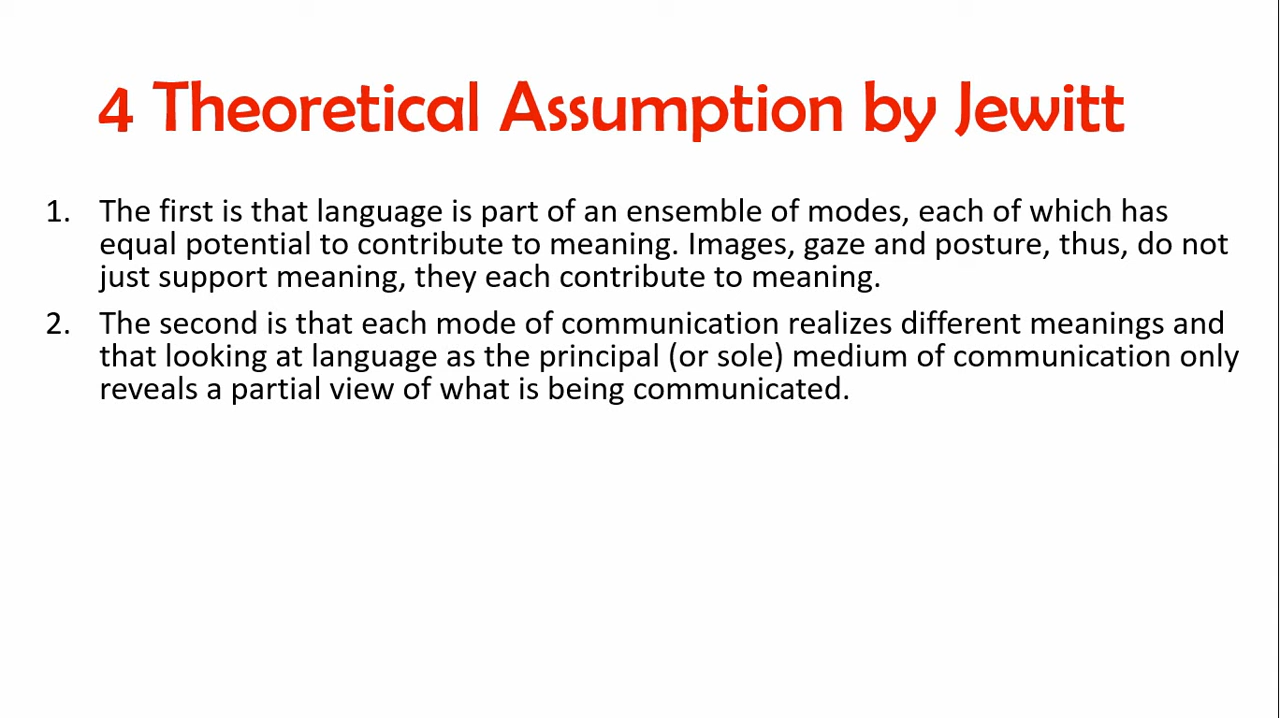 4 Theoretical Assumption by Jewitt
1. The first is that language is part of an ensemble of modes, each of which has
equal potential to contribute to meaning. Images, gaze and posture, thus, do not
just support meaning, they each contribute to meaning.
2. The second is that each mode of communication realizes different meanings and
that looking at language as the principal (or sole) medium of communication only
reveals a partial view of what is being communicated.